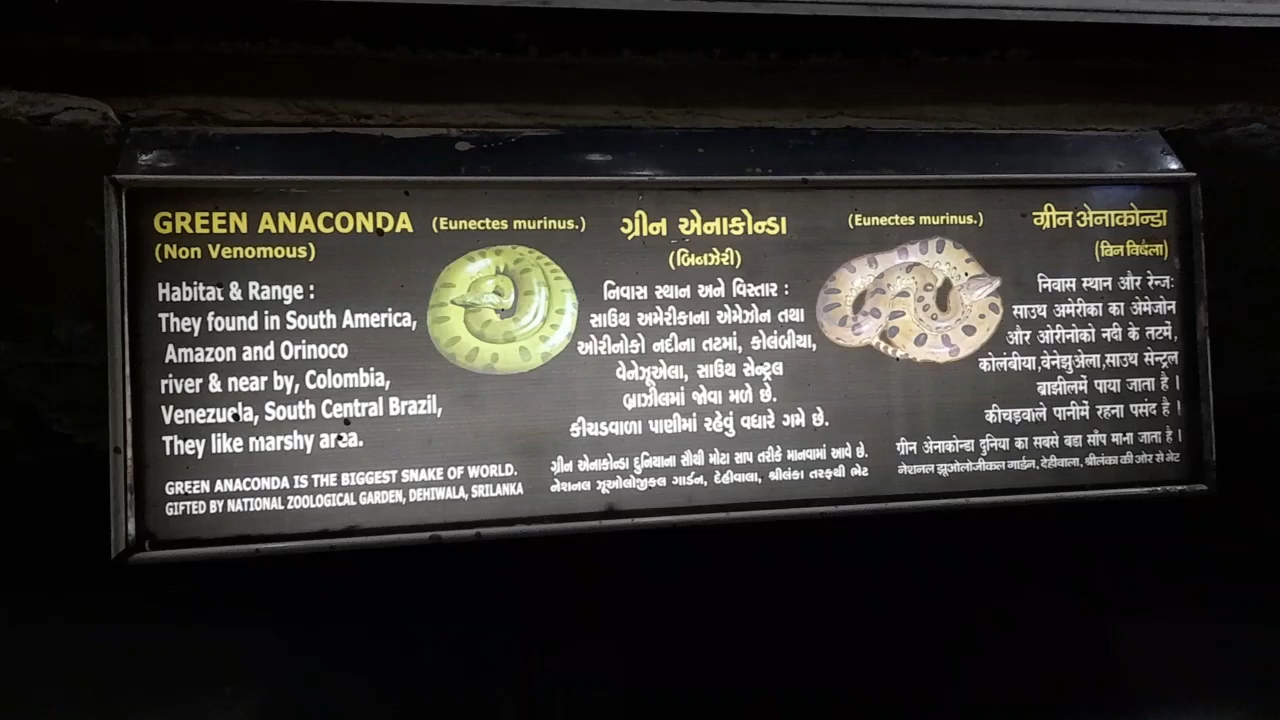 GREEN ANACONDA (Eunectes murinus.)
(Non Venomous)
Habitat & Range :
They found in South America,
Amazon and Orinoco
river & near by, Colombia,
Venezuela, South Central Brazil,
They like marshy area.
GREEN ANACONDA IS THE BIGGEST SNAKE OF WORLD.
GIFTED BY NATIONAL ZOOLOGICAL GARDEN, DEHIWALA, SRILANKA
ગ્રીન એનાકોન્ડા
(બિનઝેરી)
નિવાસ સ્થાન અને વિસ્તાર :
સાઉથ અમેરીકાના એમેઝોન તથા
ઓરીનોકો નદીના તટમાં, કોલંબીયા,
વેનેઝૂએલા, સાઉથ સેન્ટ્રલ
બ્રાઝીલમાં જોવા મળે છે.
કીચડવાળા પાણીમાં રહેવું વધારે ગમે છે.
ગ્રીન એનાકોન્ડા દુનિયાના સૌથી મોટા સાપ તરીકે માનવામાં આવે છે.
નેશનલ ઝૂઓલોજીકલ ગાર્ડન, દેહીવાલા, શ્રીલંકા તરફથી ભેટ
(Eunectes murinus.) ग्रीन अेनाकोन्डा
(बिन विषैला)
निवास स्थान और रेन्जः
साउथ अमरीका का अेमेजोन
और ओरीनोको नदी के तटमें,
कोलंबीया,वेनेझुअेला,साउथ सेन्ट्रल
ब्राझीलमें पाया जाता है ।
कीचड़वाले पानीमें रहना पसंद है ।
ग्रीन अेनाकोन्डा दुनिया का सबसे बडा साँप माना जाता है ।
नेशनल झूओलोजीकल गार्डन, देहीवाला, श्रीलंका की ओर से भेट